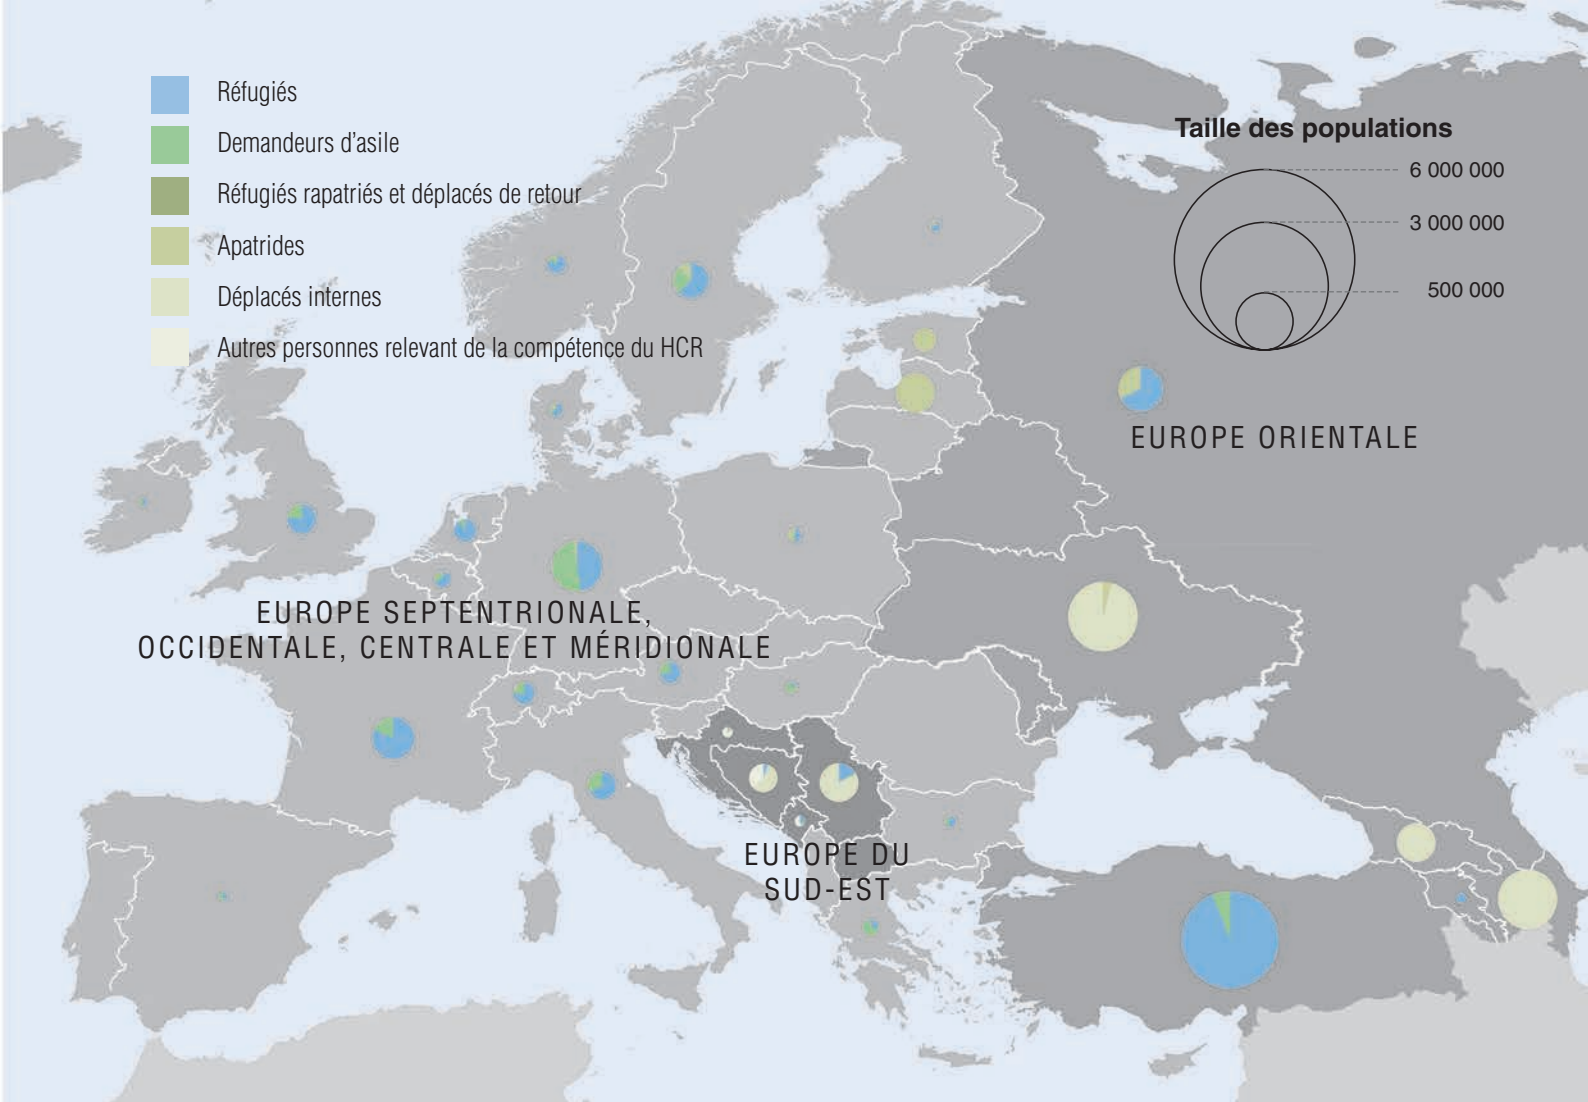 Réfugiés
Demandeurs d'asile
Réfugiés rapatriés et déplacés de retour
Apatrides
Déplacés internes
Autres personnes relevant de la compétence du HCR
Taille des populations
6 000 000
3 000 000
500 000
EUROPE ORIENTALE
EUROPE SEPTENTRIONALE,
OCCIDENTALE, CENTRALE ET MÉRIDIONALE
EUROPE DU
SUD-EST